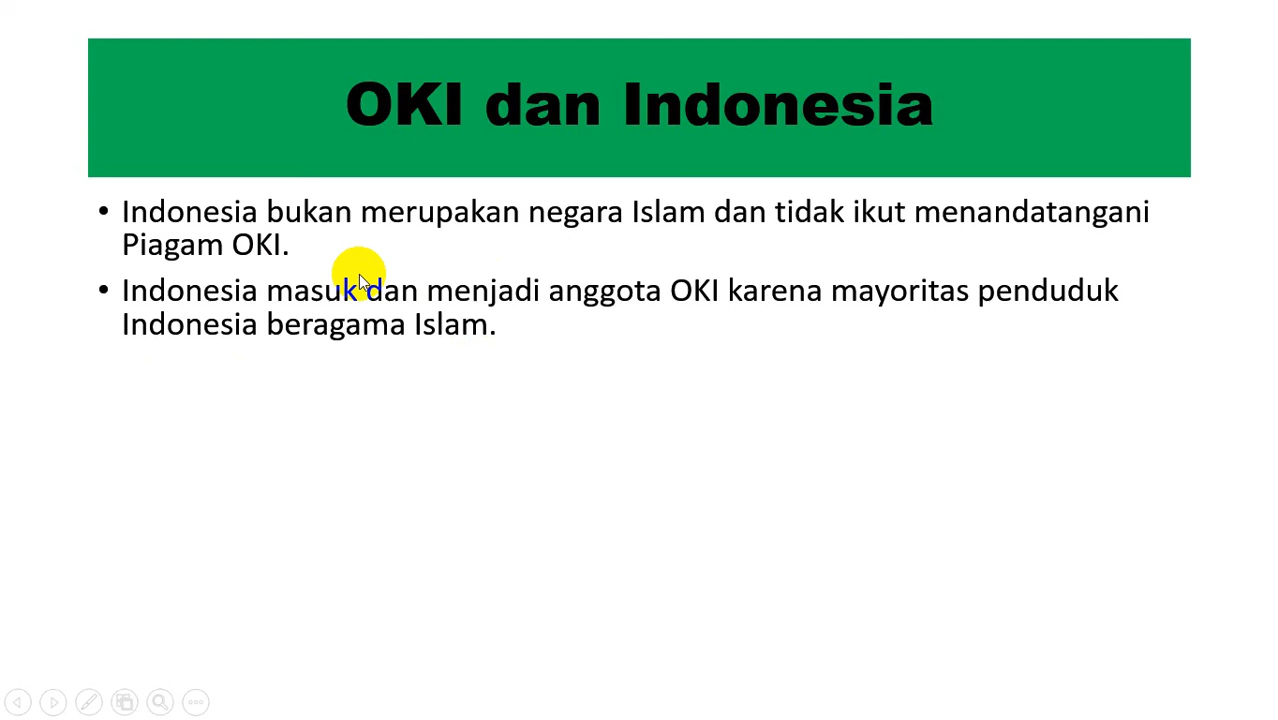 OKI dan Indonesia
• Indonesia bukan merupakan negara Islam dan tidak ikut menandatangani
Piagam OKI.
• Indonesia masuk dan menjadi anggota OKI karena mayoritas penduduk
Indonesia beragama Islam.